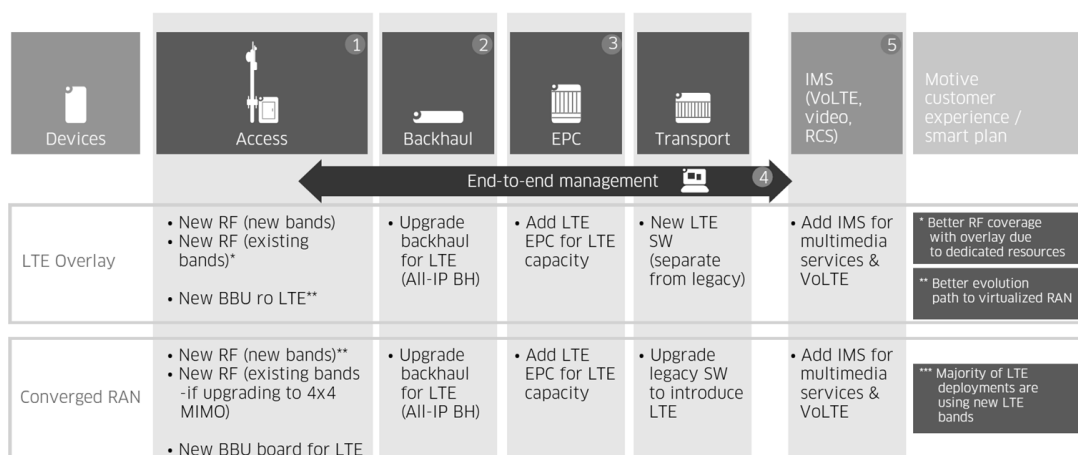 1
2
3
5
Devices
Access
Backhaul
EPC
Transport
IMS
(VoLTE,
video,
RCS)
Motive
customer
experience /
smart plan
End-to-end management
4
LTE Overlay
• New RF (new bands)
• New RF (existing
bands)*
• New BBU ro LTE**
• Upgrade
backhaul
for LTE
(All-IP BH)
• Add LTE
EPC for LTE
capacity
• New LTE
SW
(separate
from legacy)
• Add IMS for
multimedia
services &
VoLTE
* Better RF coverage
with overlay due
to dedicated resources
** Better evolution
path to virtualized RAN
Converged RAN
• New RF (new bands)**
• New RF (existing bands
-if upgrading to 4x4
MIMO)
• New BBU board for LTE
• Upgrade
backhaul
for LTE
(All-IP BH)
• Add LTE
EPC for LTE
capacity
• Upgrade
legacy SW
to introduce
LTE
• Add IMS for
multimedia
services &
VoLTE
*** Majority of LTE
deployments are
using new LTE
bands